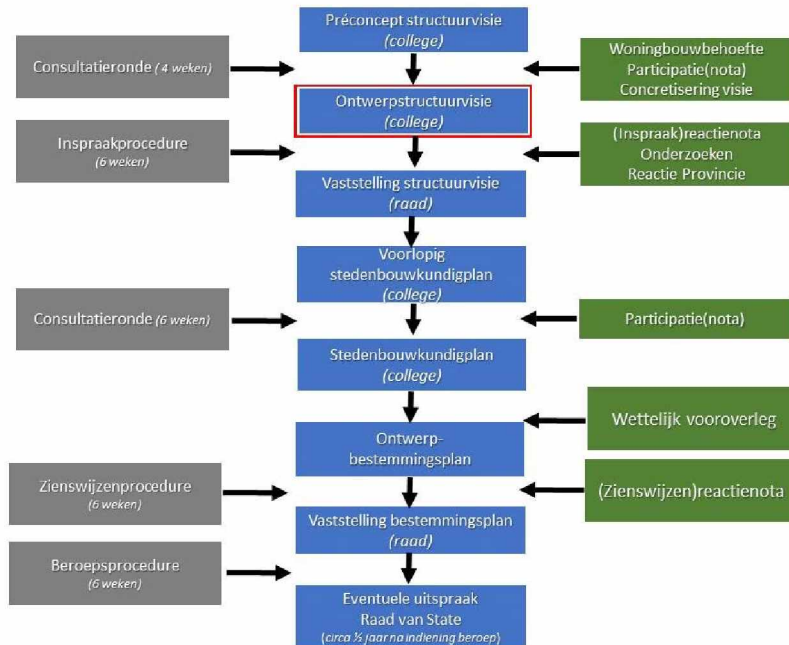 Préconcept structuurvisie
(college)
Consultatieronde (4 weken)
Woningbouwbehoefte
Participatie(nota)
Concretisering visie
Ontwerpstructuurvisie
(college)
Inspraakprocedure
(6 weken)
(Inspraak)reactienota
Onderzoeken
Reactie Provincie
Vaststelling structuurvisie
(raad)
Voorlopig
stedenbouwkundigplan
(college)
Consultatieronde (6 weken)
Participatie(nota)
Stedenbouwkundigplan
(college)
Wettelijk vooroverleg
Ontwerp-
bestemmingsplan
Zienswijzenprocedure
(6 weken)
(Zienswijzen)reactienota
Vaststelling bestemmingsplan
(raad)
Beroepsprocedure
(6 weken)
Eventuele uitspraak
Raad van State
(circa ½ jaar na indiening beroep)